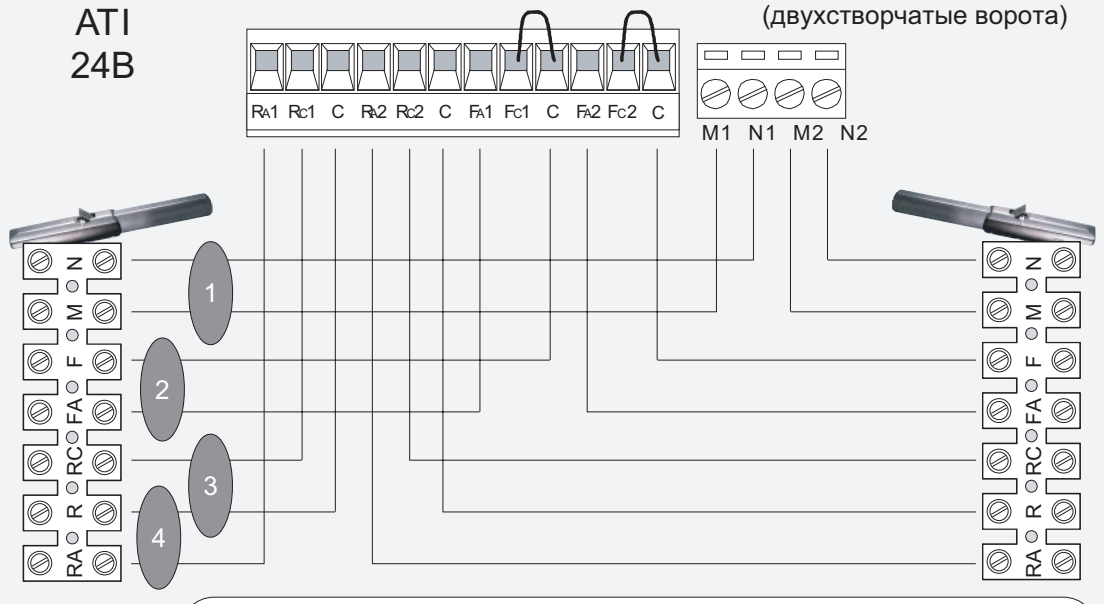 ATI
24В
(двухстворчатые ворота)
RA1 RC1 C RA2 RC2 C FA1 FC1 C FA2 FC2 C
M1 N1 M2 N2
N
M
F
FA
RC
R
RA
1
2
3
4
N
M
F
FA
RC
R
RA